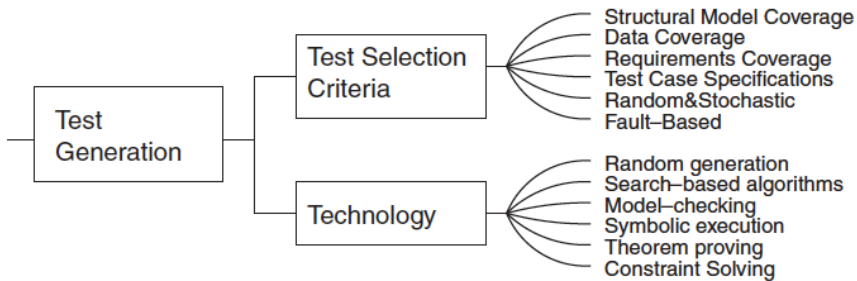 Test
Generation
Test Selection
Criteria
Structural Model Coverage
Data Coverage
Requirements Coverage
Test Case Specifications
Random&Stochastic
Fault–Based
Technology
Random generation
Search–based algorithms
Model–checking
Symbolic execution
Theorem proving
Constraint Solving